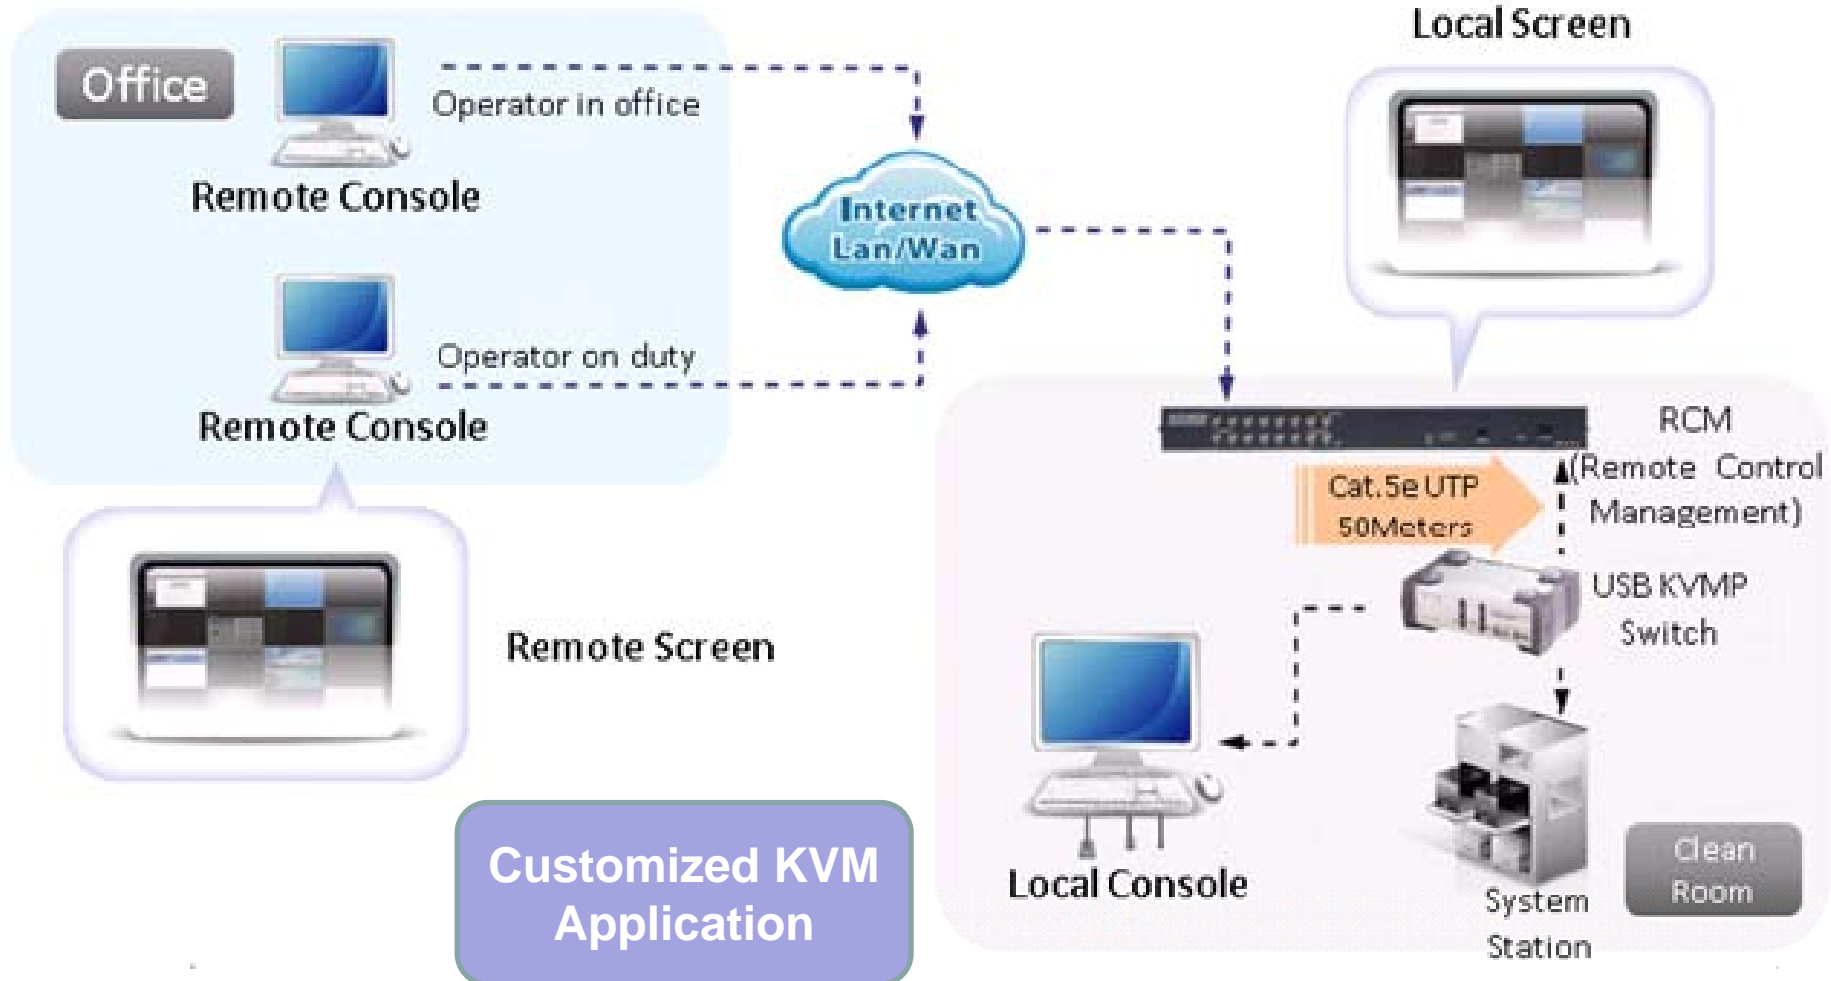 Office
Operator in office
Remote Console
Operator on duty
Remote Console
Remote Screen
Internet
Lan/Wan
Local Screen
RCM
(Remote Control
Management)
Cat.5e UTP
50Meters
USB KVMP
Switch
Local Console
System
Station
Clean
Room
Customized KVM
Application